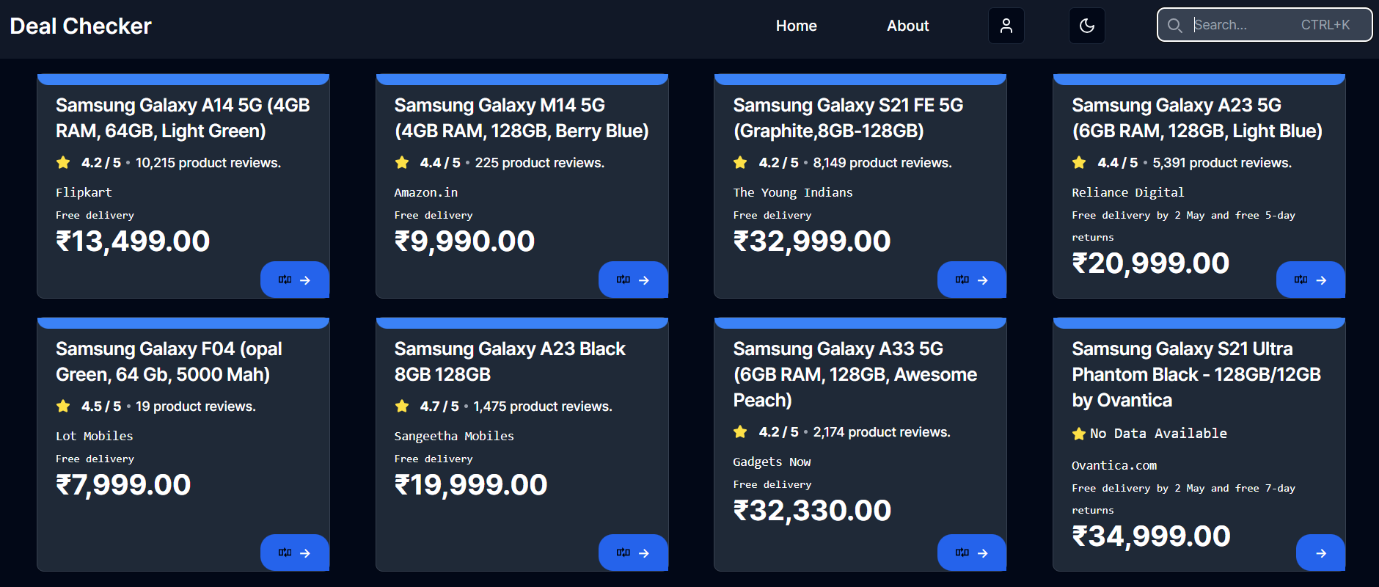 Deal Checker
Home
About
Search...
CTRL+K
Samsung Galaxy A14 5G (4GB
RAM, 64GB, Light Green)
4.2 / 5 • 10,215 product reviews.
Flipkart
Free delivery
₹13,499.00
Samsung Galaxy M14 5G
(4GB RAM, 128GB, Berry Blue)
4.4 / 5 • 225 product reviews.
Amazon.in
Free delivery
₹9,990.00
Samsung Galaxy S21 FE 5G
(Graphite,8GB-128GB)
4.2 / 5 • 8,149 product reviews.
The Young Indians
Free delivery
₹32,999.00
Samsung Galaxy A23 5G
(6GB RAM, 128GB, Light Blue)
4.4 / 5 • 5,391 product reviews.
Reliance Digital
Free delivery by 2 May and free 5-day
returns
₹20,999.00
Samsung Galaxy F04 (opal
Green, 64 Gb, 5000 Mah)
4.5 / 5 • 19 product reviews.
Lot Mobiles
Free delivery
₹7,999.00
Samsung Galaxy A23 Black
8GB 128GB
4.7 / 5 • 1,475 product reviews.
Sangeetha Mobiles
Free delivery
₹19,999.00
Samsung Galaxy A33 5G
(6GB RAM, 128GB, Awesome
Peach)
4.2 / 5 • 2,174 product reviews.
Gadgets Now
Free delivery
₹32,330.00
Samsung Galaxy S21 Ultra
Phantom Black - 128GB/12GB
by Ovantica
No Data Available
Ovantica.com
Free delivery by 2 May and free 7-day
returns
₹34,999.00